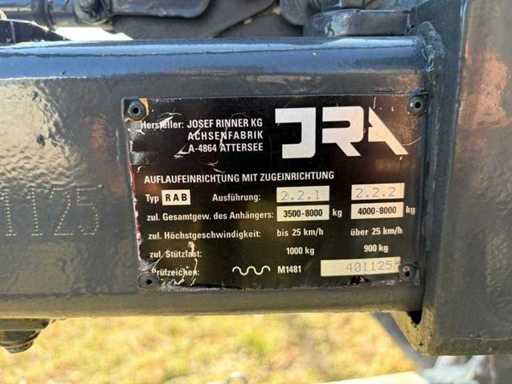 Hersteller: JOSEF RINNER KG
ACHSENFABRIK
A-4864 ATTERSEE
JRA
AUFLAUFEINRICHTUNG MIT ZUGEINRICHTUNG
Typ RAB Ausführung: 2.2.1 2.2.2
zul. Gesamtgew. des Anhängers: 3500-8000 kg 4000-8000 kg
zul. Höchstgeschwindigkeit: bis 25 km/h über 25 km/h
zul. Stützlast: 1000 kg 900 kg
Prüfzeichen: M1481 401125
1125